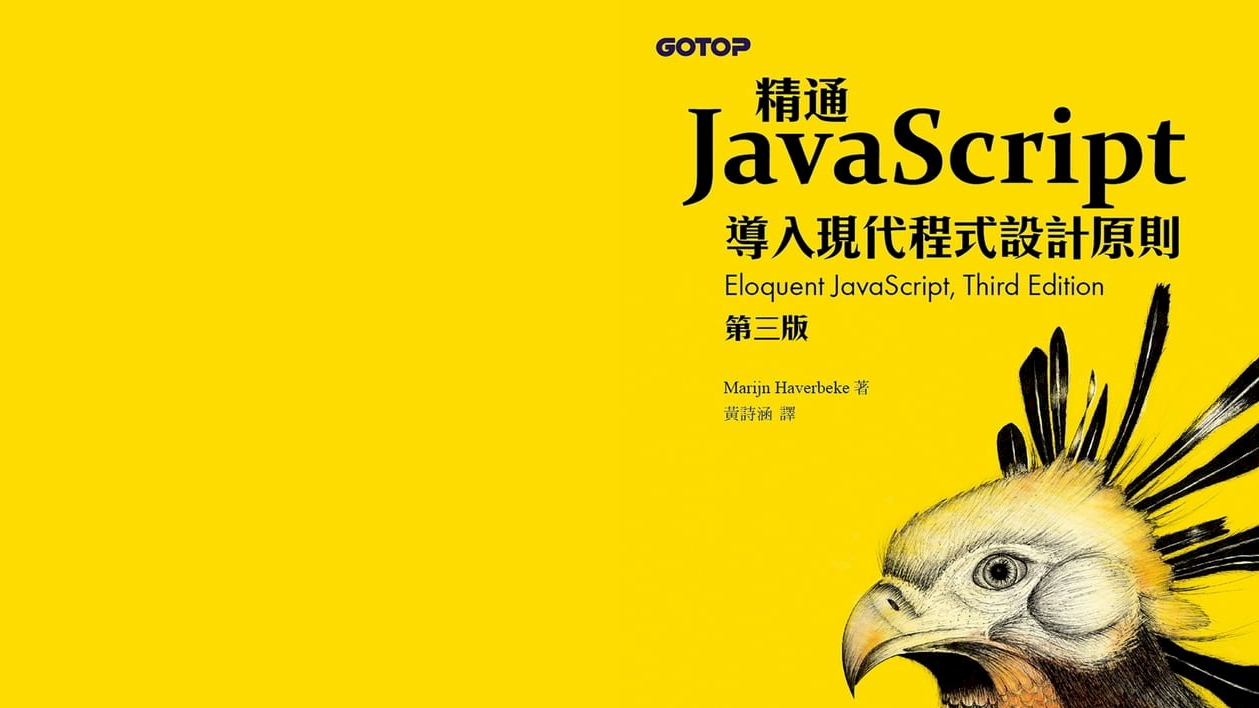 GOTOP
精通
JavaScript
導入現代程式設計原則
Eloquent JavaScript, Third Edition
第三版
Marijn Haverbeke 著
黃詩涵 譯